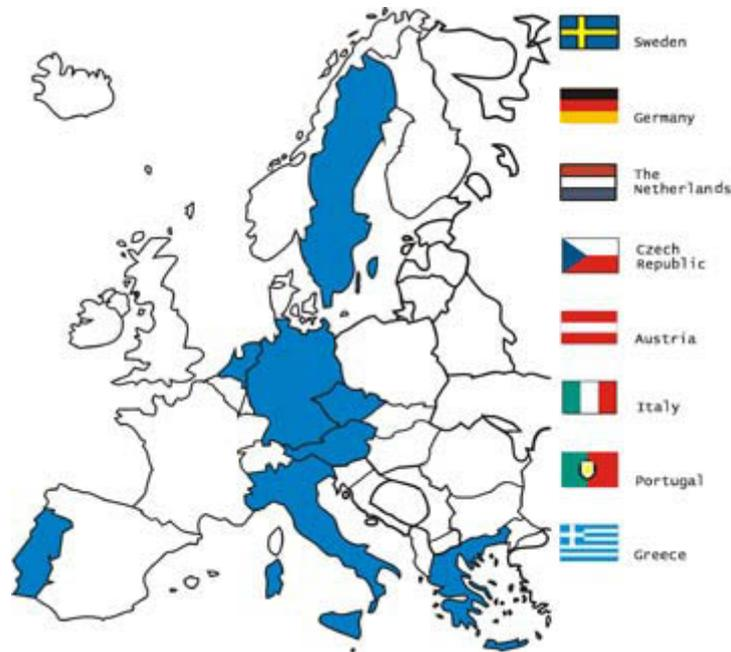 Sweden
Germany
The
Netherlands
Czech
Republic
Austria
Italy
Portugal
Greece